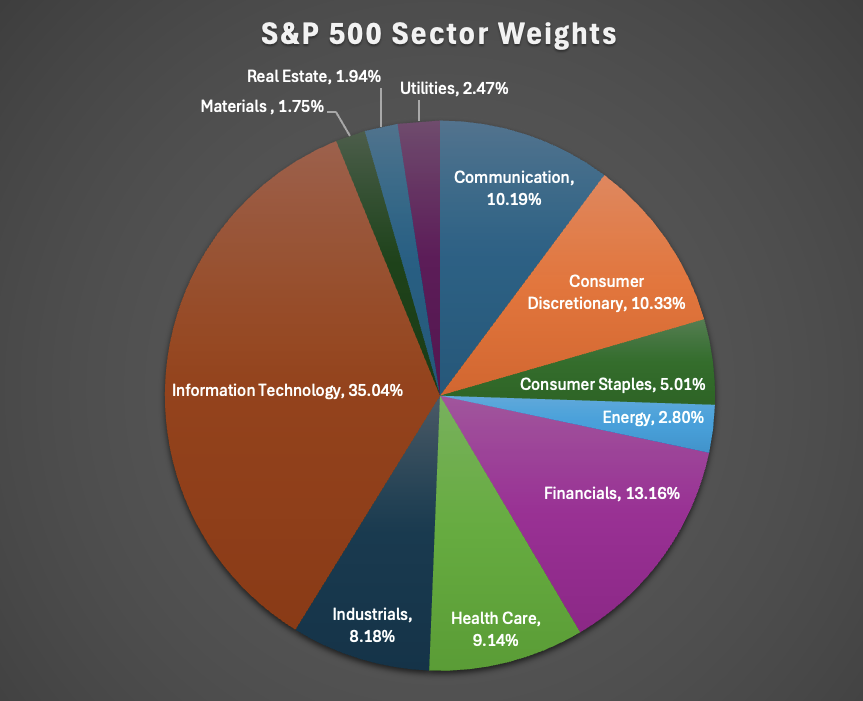 S&P 500 Sector Weights
Real Estate, 1.94%
Utilities, 2.47%
Materials , 1.75%
Communication,
10.19%
Consumer
Discretionary, 10.33%
Consumer Staples, 5.01%
Information Technology, 35.04%
Energy, 2.80%
Financials, 13.16%
Industrials,
8.18%
Health Care,
9.14%